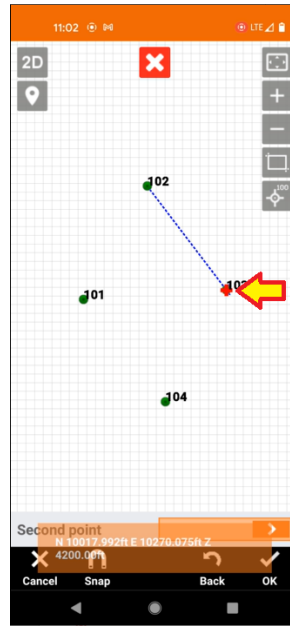 11:02 LTE
2D
100
102
101
104
Second point
N 10017.992ft E 10270.075ft Z
4200.00ft
Cancel Snap Back OK